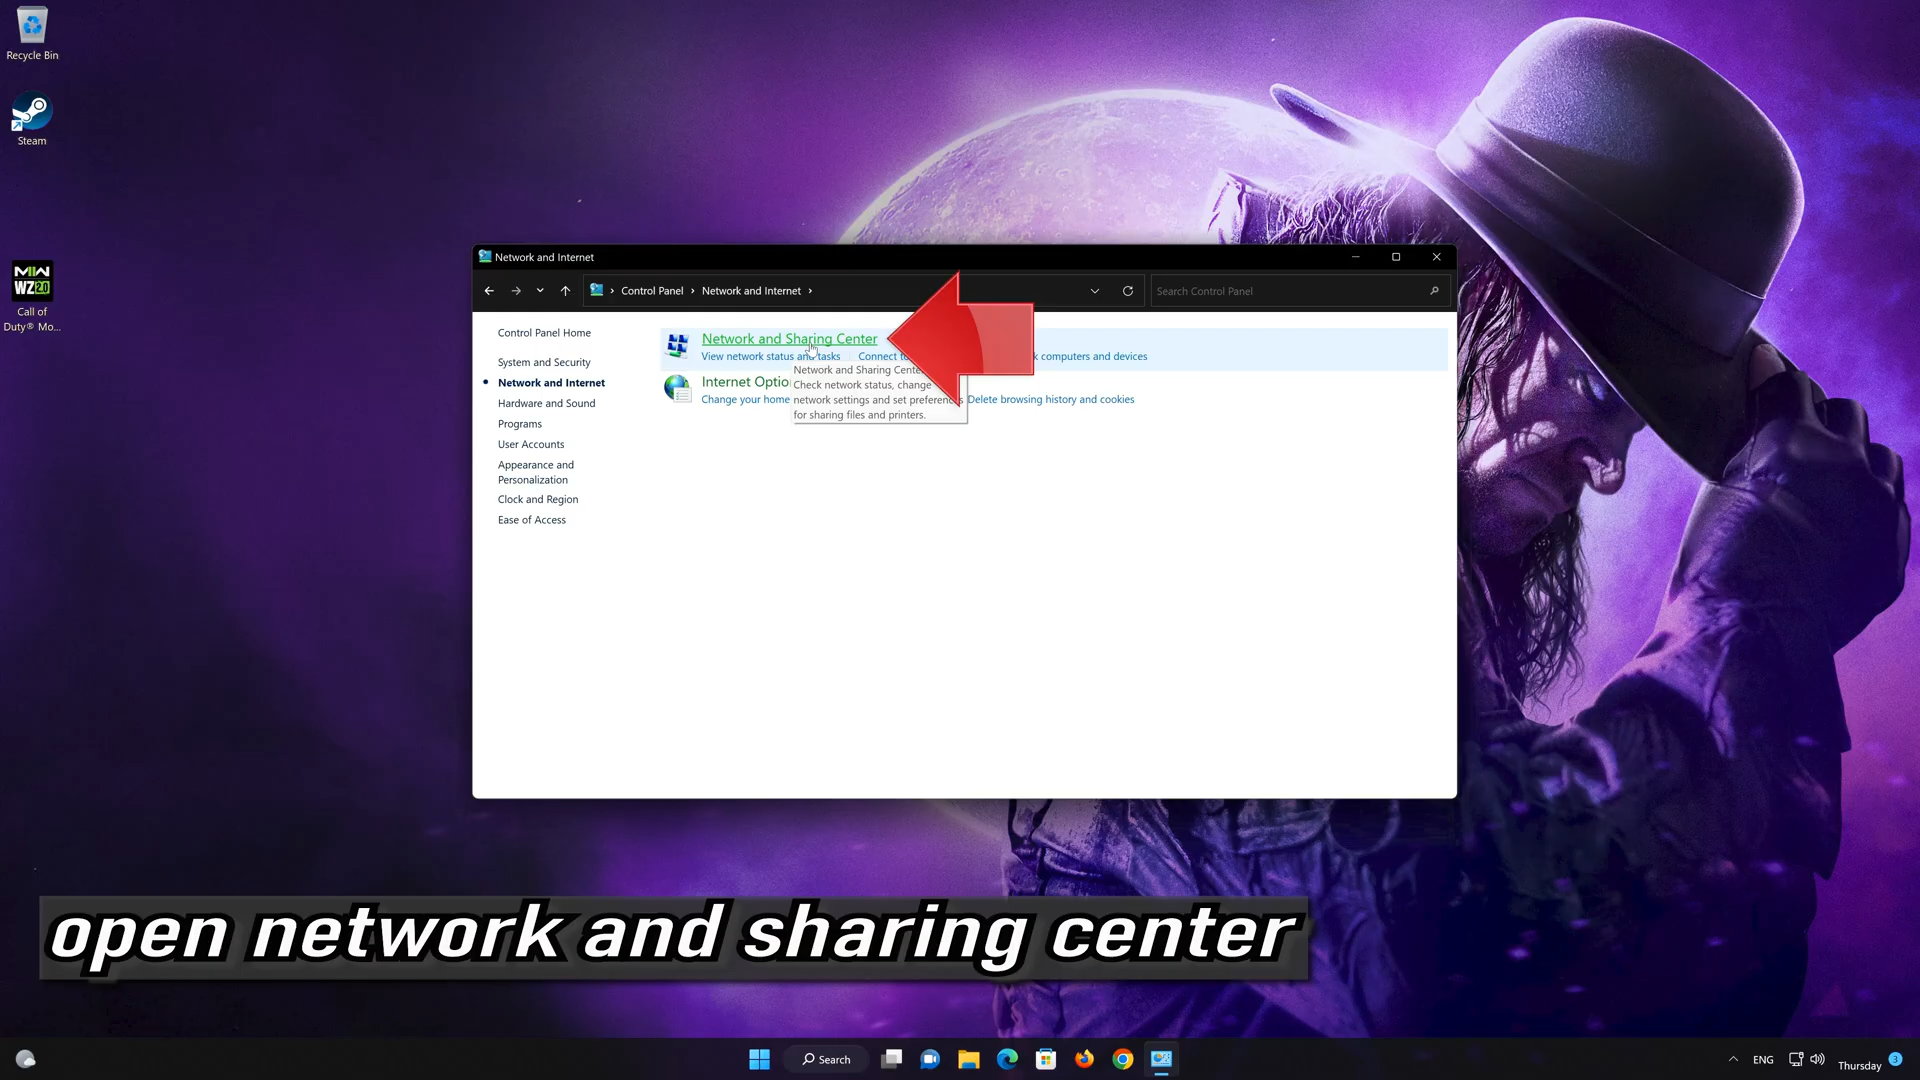 Recycle Bin
Steam
MW
WZ 2.0
Call of
Duty® Mo...
Network and Internet
Control Panel
Network and Internet
Search Control Panel
Control Panel Home
System and Security
Network and Internet
Hardware and Sound
Programs
User Accounts
Appearance and
Personalization
Clock and Region
Ease of Access
Network and Sharing Center
View network status and tasks
Connect
computers and devices
Internet
Change your home
Delete browsing history and cookies
Network and Sharing
Check network status, change
network settings and set
for sharing files and printers.
open network and sharing center
Search
ENG
Thursday
3